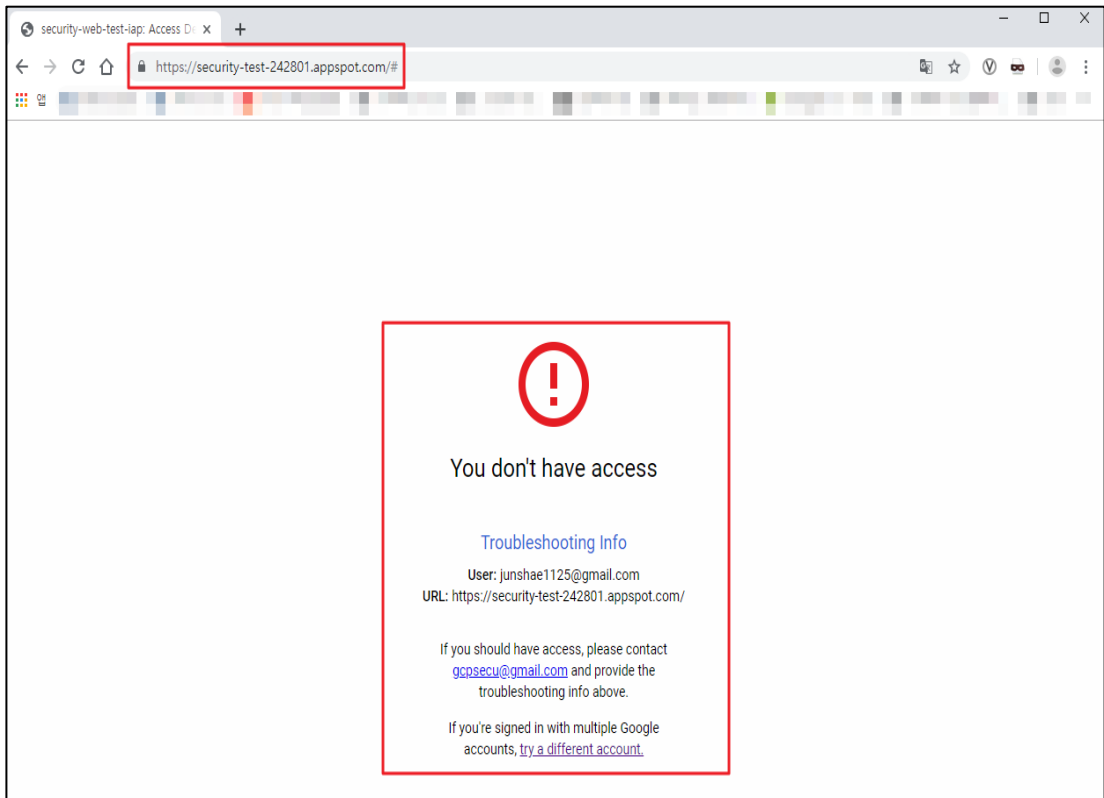 security-web-test-iap: Access D
https://security-test-242801.appspot.com/#
You don't have access
Troubleshooting Info
User: junshae1125@gmail.com
URL: https://security-test-242801.appspot.com/
If you should have access, please contact
gcpsecu@gmail.com and provide the
troubleshooting info above.
If you're signed in with multiple Google
accounts, try a different account.